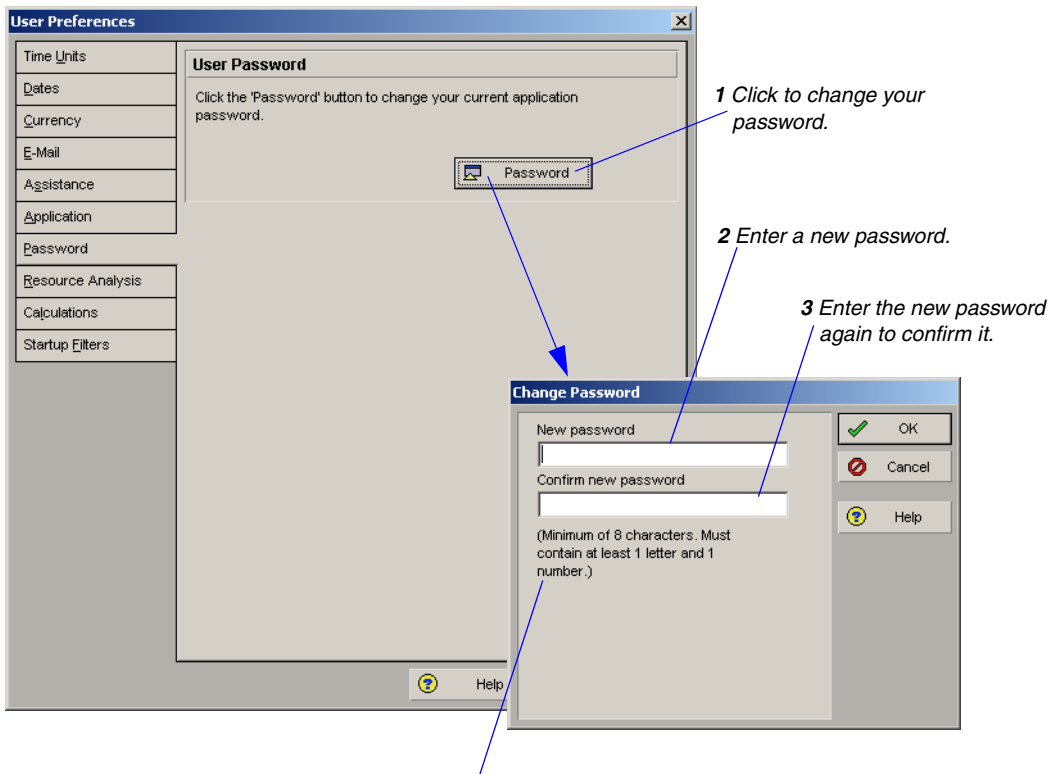 User Preferences
Time Units
Dates
Currency
E-Mail
Assistance
Application
Password
Resource Analysis
Calculations
Startup Filters
User Password
Click the 'Password' button to change your current application
password.
Password
1 Click to change your
password.
2 Enter a new password.
3 Enter the new password
again to confirm it.
Change Password
New password
Confirm new password
(Minimum of 8 characters. Must
contain at least 1 letter and 1
number.)
OK
Cancel
Help
Help